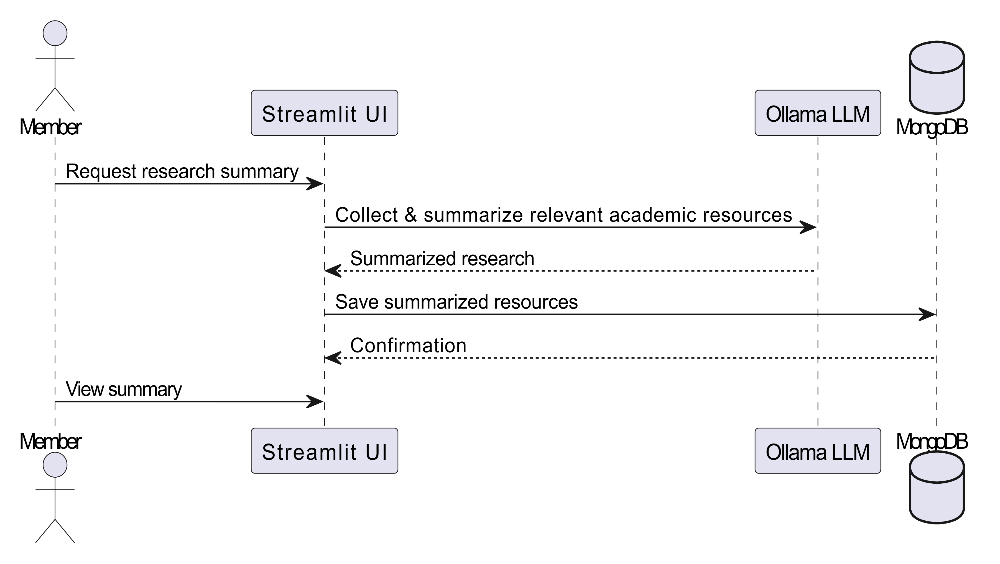 Member
Streamlit UI
Ollama LLM
MongoDB
Request research summary
Collect & summarize relevant academic resources
Summarized research
Save summarized resources
Confirmation
View summary
Member
Streamlit UI
Ollama LLM
MongoDB